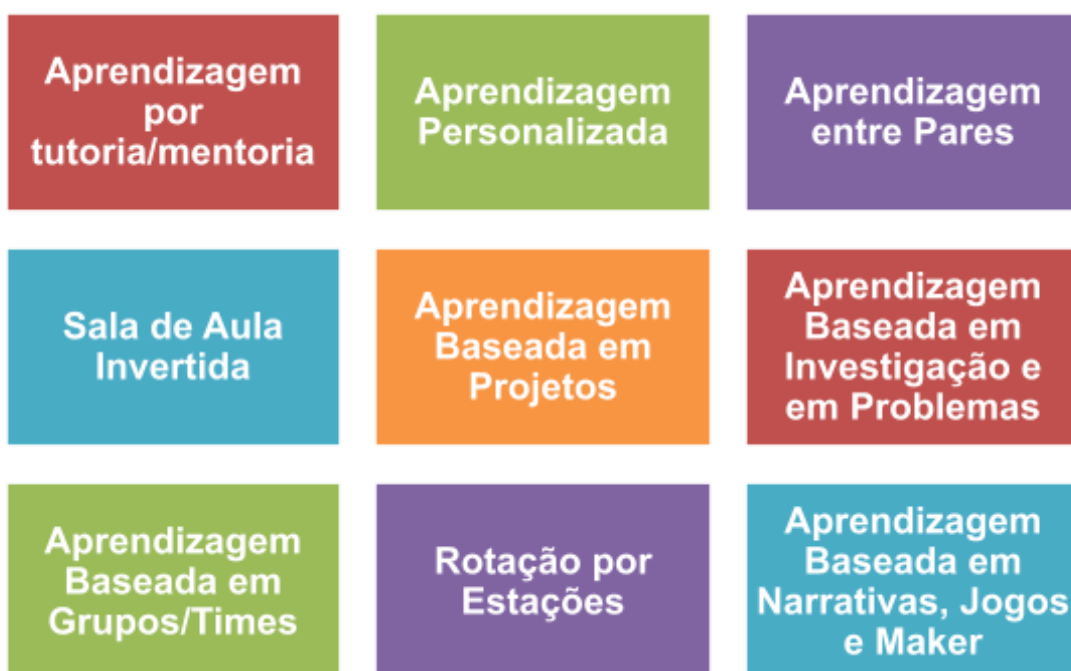 Aprendizagem
por
tutoria/mentoria
Aprendizagem
Personalizada
Aprendizagem
entre Pares
Sala de Aula
Invertida
Aprendizagem
Baseada em
Projetos
Aprendizagem
Baseada em
Investigação e
em Problemas
Aprendizagem
Baseada em
Grupos/Times
Rotação por
Estações
Aprendizagem
Baseada em
Narrativas, Jogos
e Maker